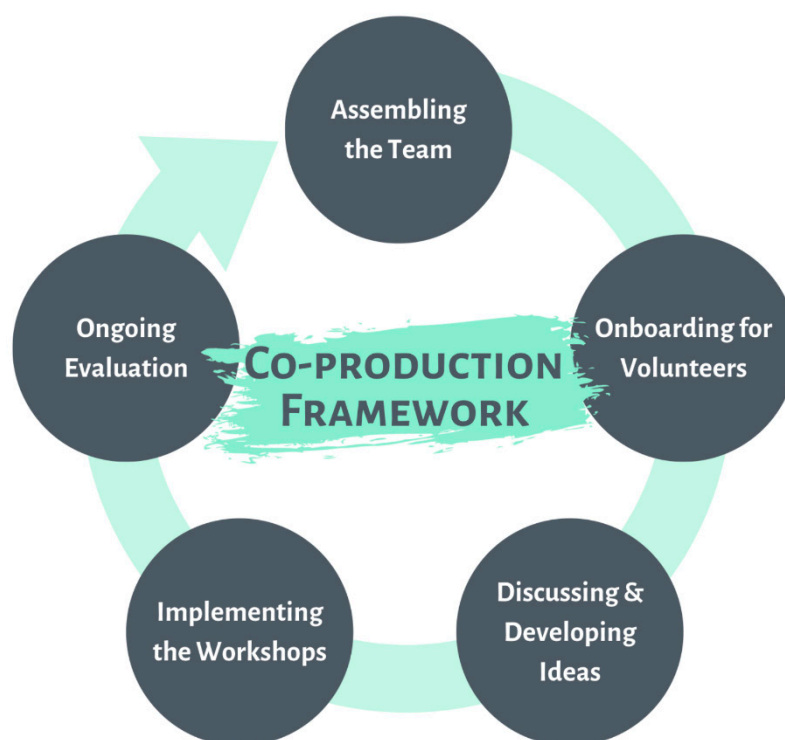 Assembling
the Team
Onboarding for
Volunteers
Discussing &
Developing
Ideas
Implementing
the Workshops
Ongoing
Evaluation
Co-production
Framework